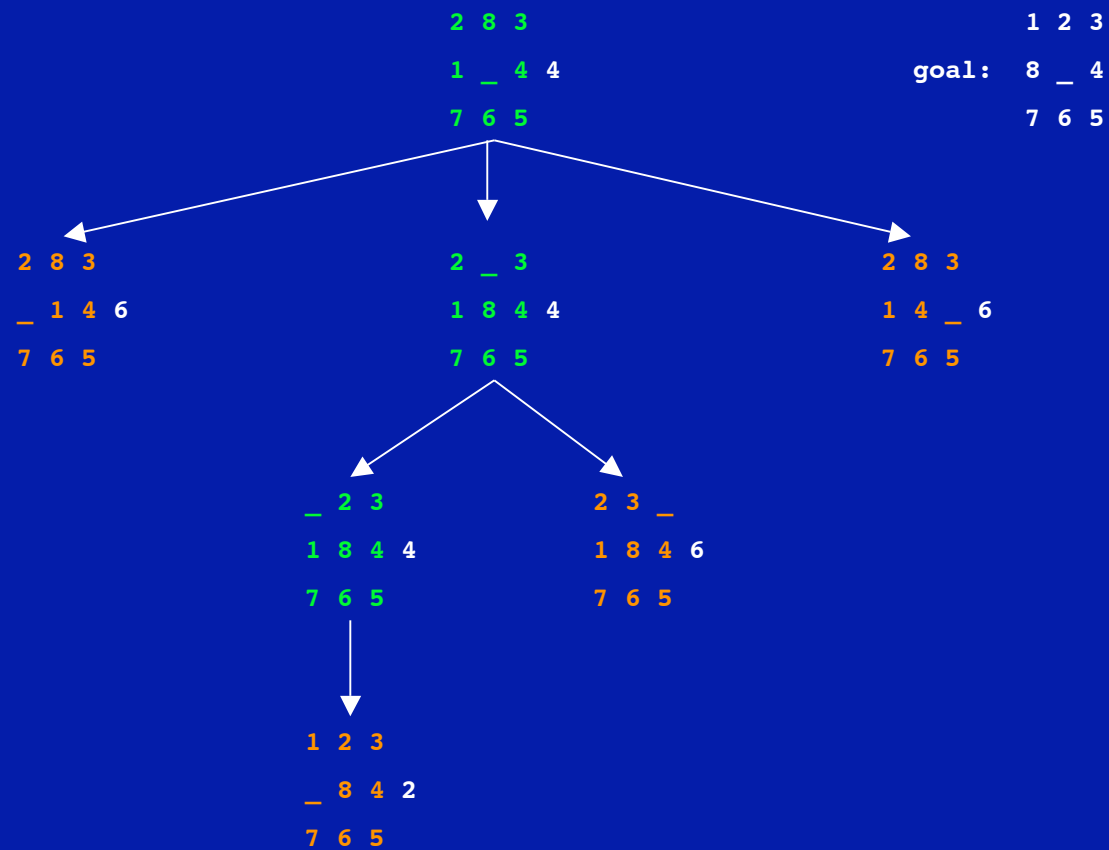 2 8 3 1 2 3
1 _ 4 4 goal: 8 _ 4
7 6 5 7 6 5
2 8 3 2 _ 3 2 8 3
_ 1 4 6 1 8 4 4 1 4 _ 6
7 6 5 7 6 5 7 6 5
_ 2 3 2 3 _
1 8 4 4 1 8 4 6
7 6 5 7 6 5
1 2 3
_ 8 4 2
7 6 5